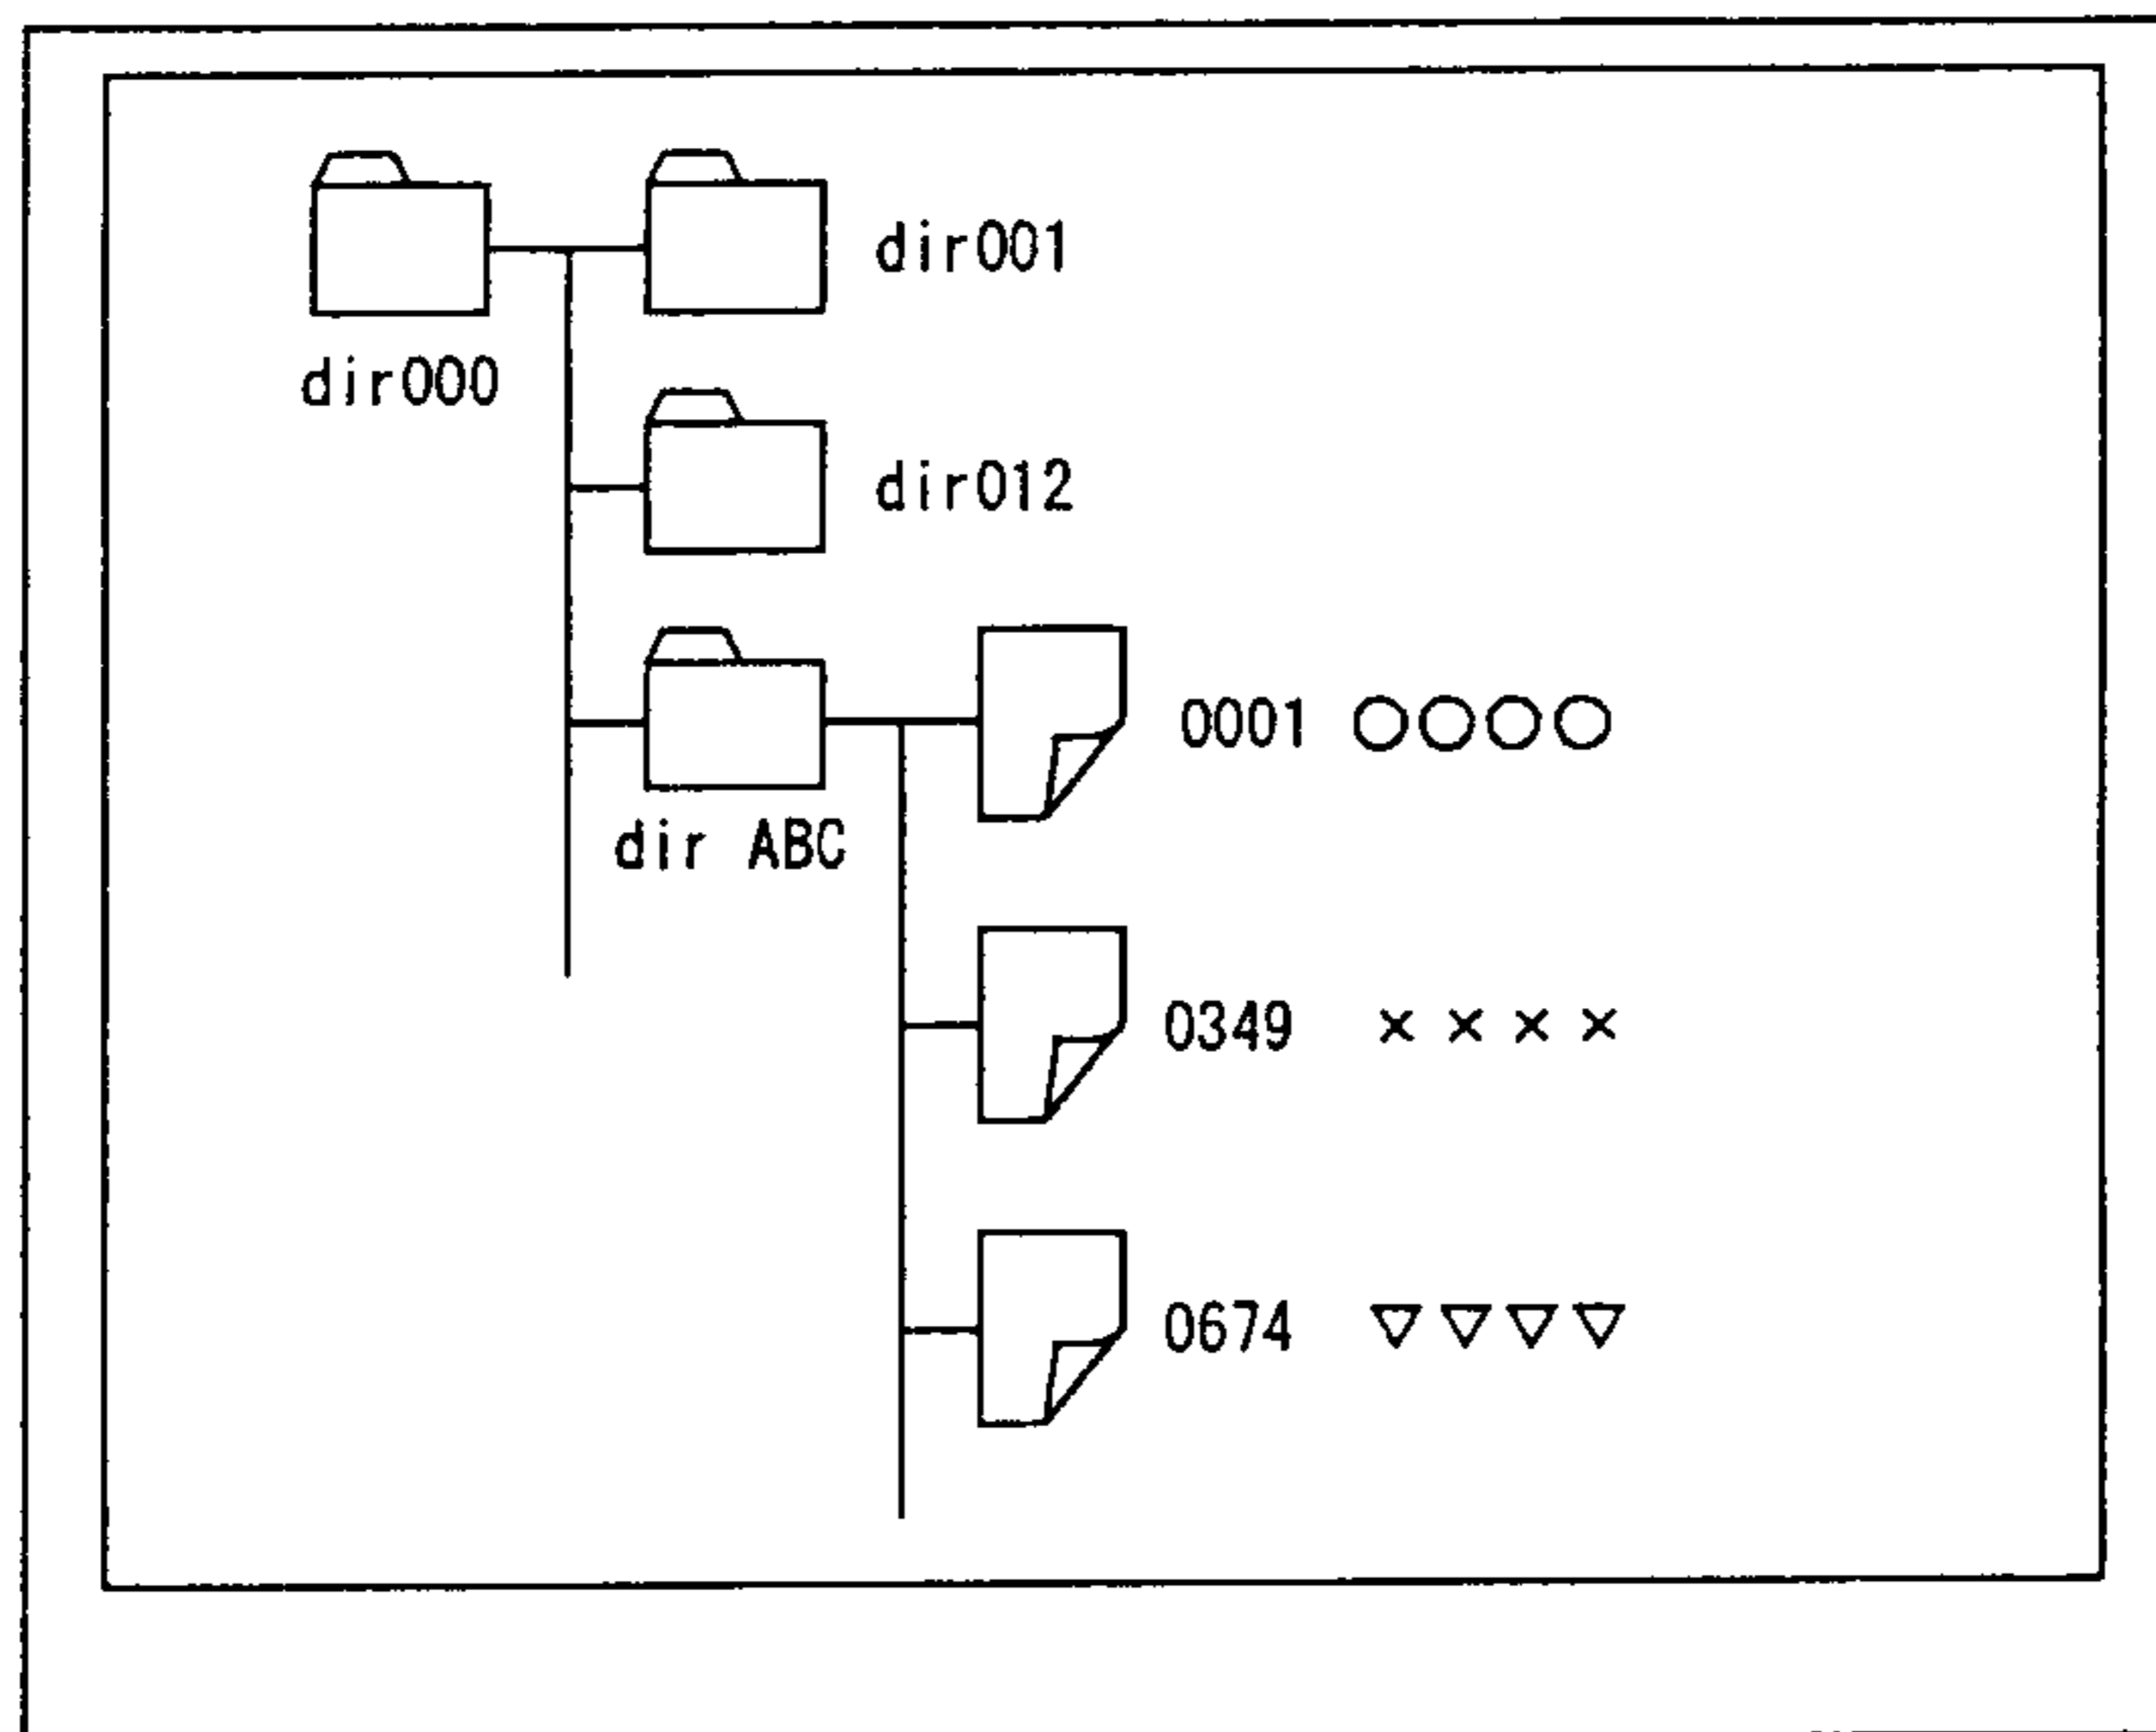 dir001
dir000
dir012
0001 ○○○○
dir ABC
0349 ××××
0674 ▽▽▽▽